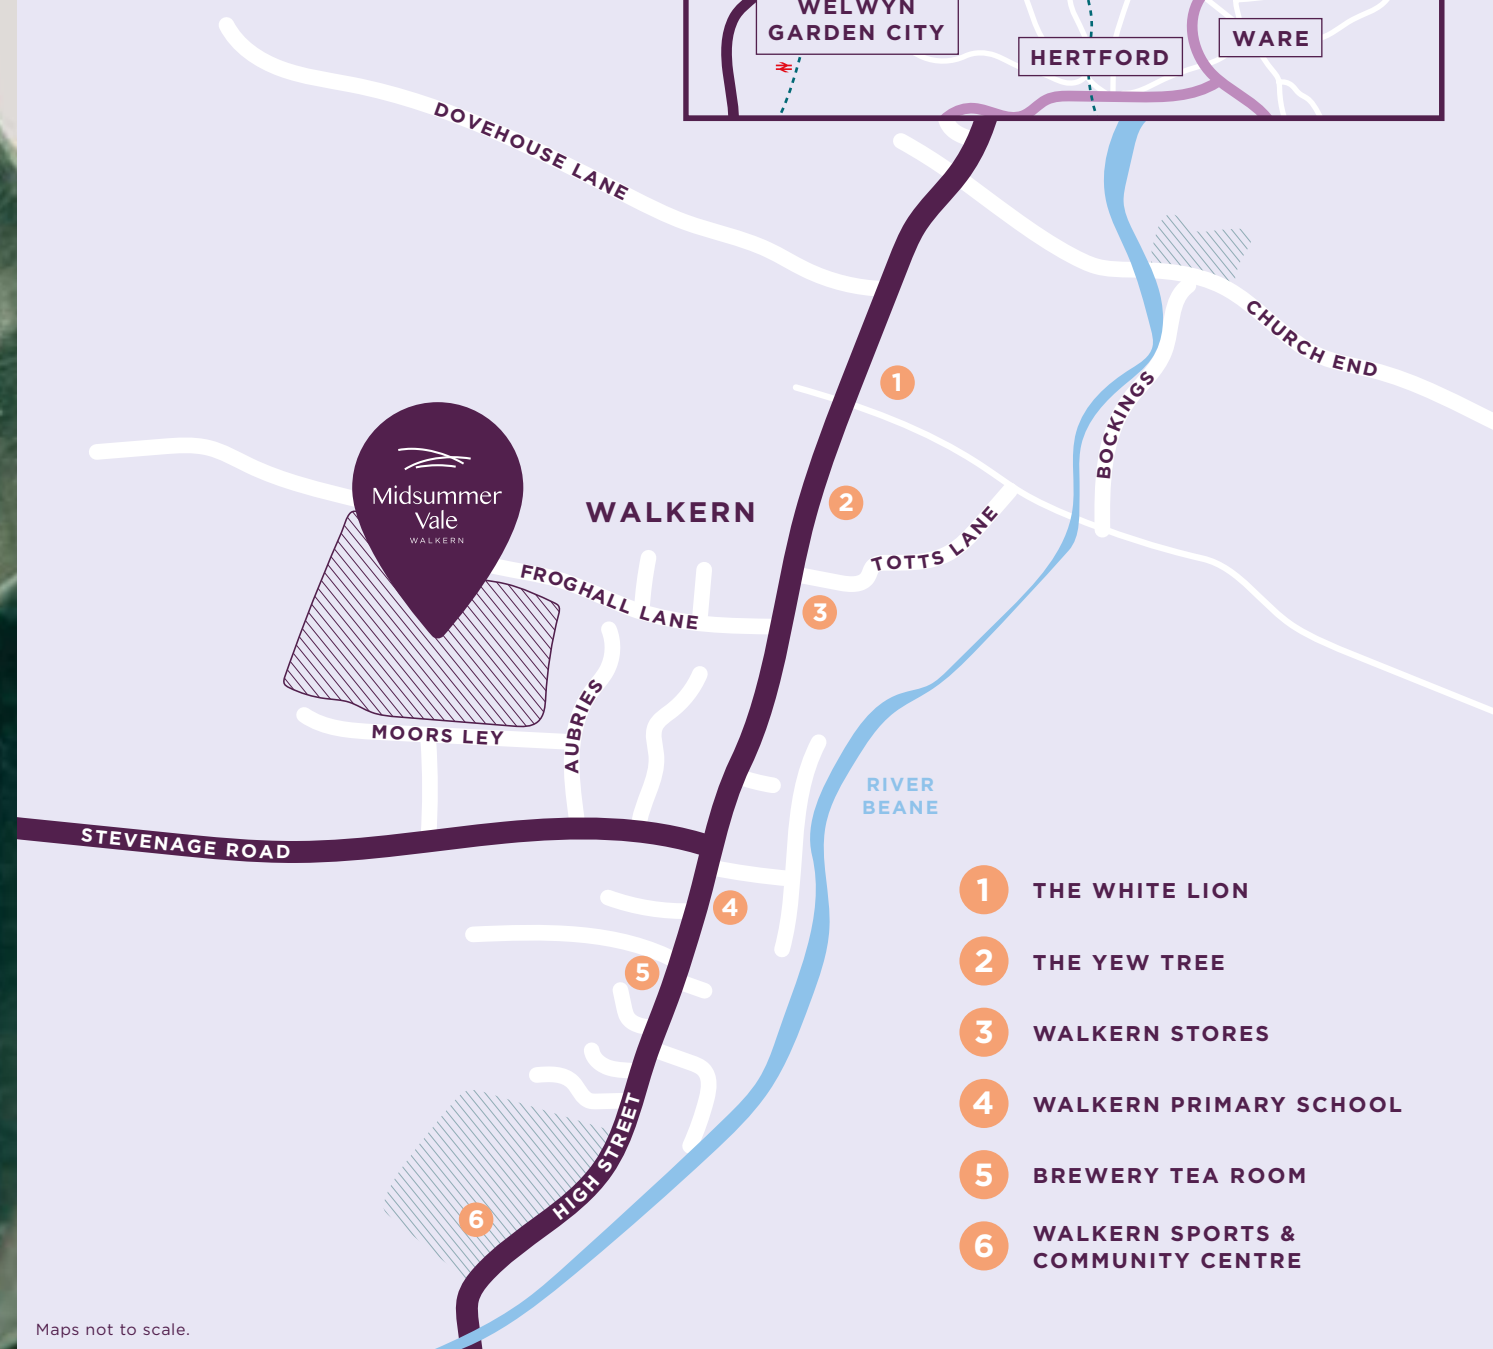 WELWYN
GARDEN CITY
HERTFORD
WARE
DOVEHOUSE LANE
CHURCH END
1
BOCKINGS
Midsummer
Vale
WALKERN
WALKERN
2
TOTTS LANE
FROGHALL LANE
3
AUBRIES
MOORS LEY
RIVER
BEANE
STEVENAGE ROAD
4
5
HIGH STREET
6
1 THE WHITE LION
2 THE YEW TREE
3 WALKERN STORES
4 WALKERN PRIMARY SCHOOL
5 BREWERY TEA ROOM
6 WALKERN SPORTS &
COMMUNITY CENTRE
Maps not to scale.